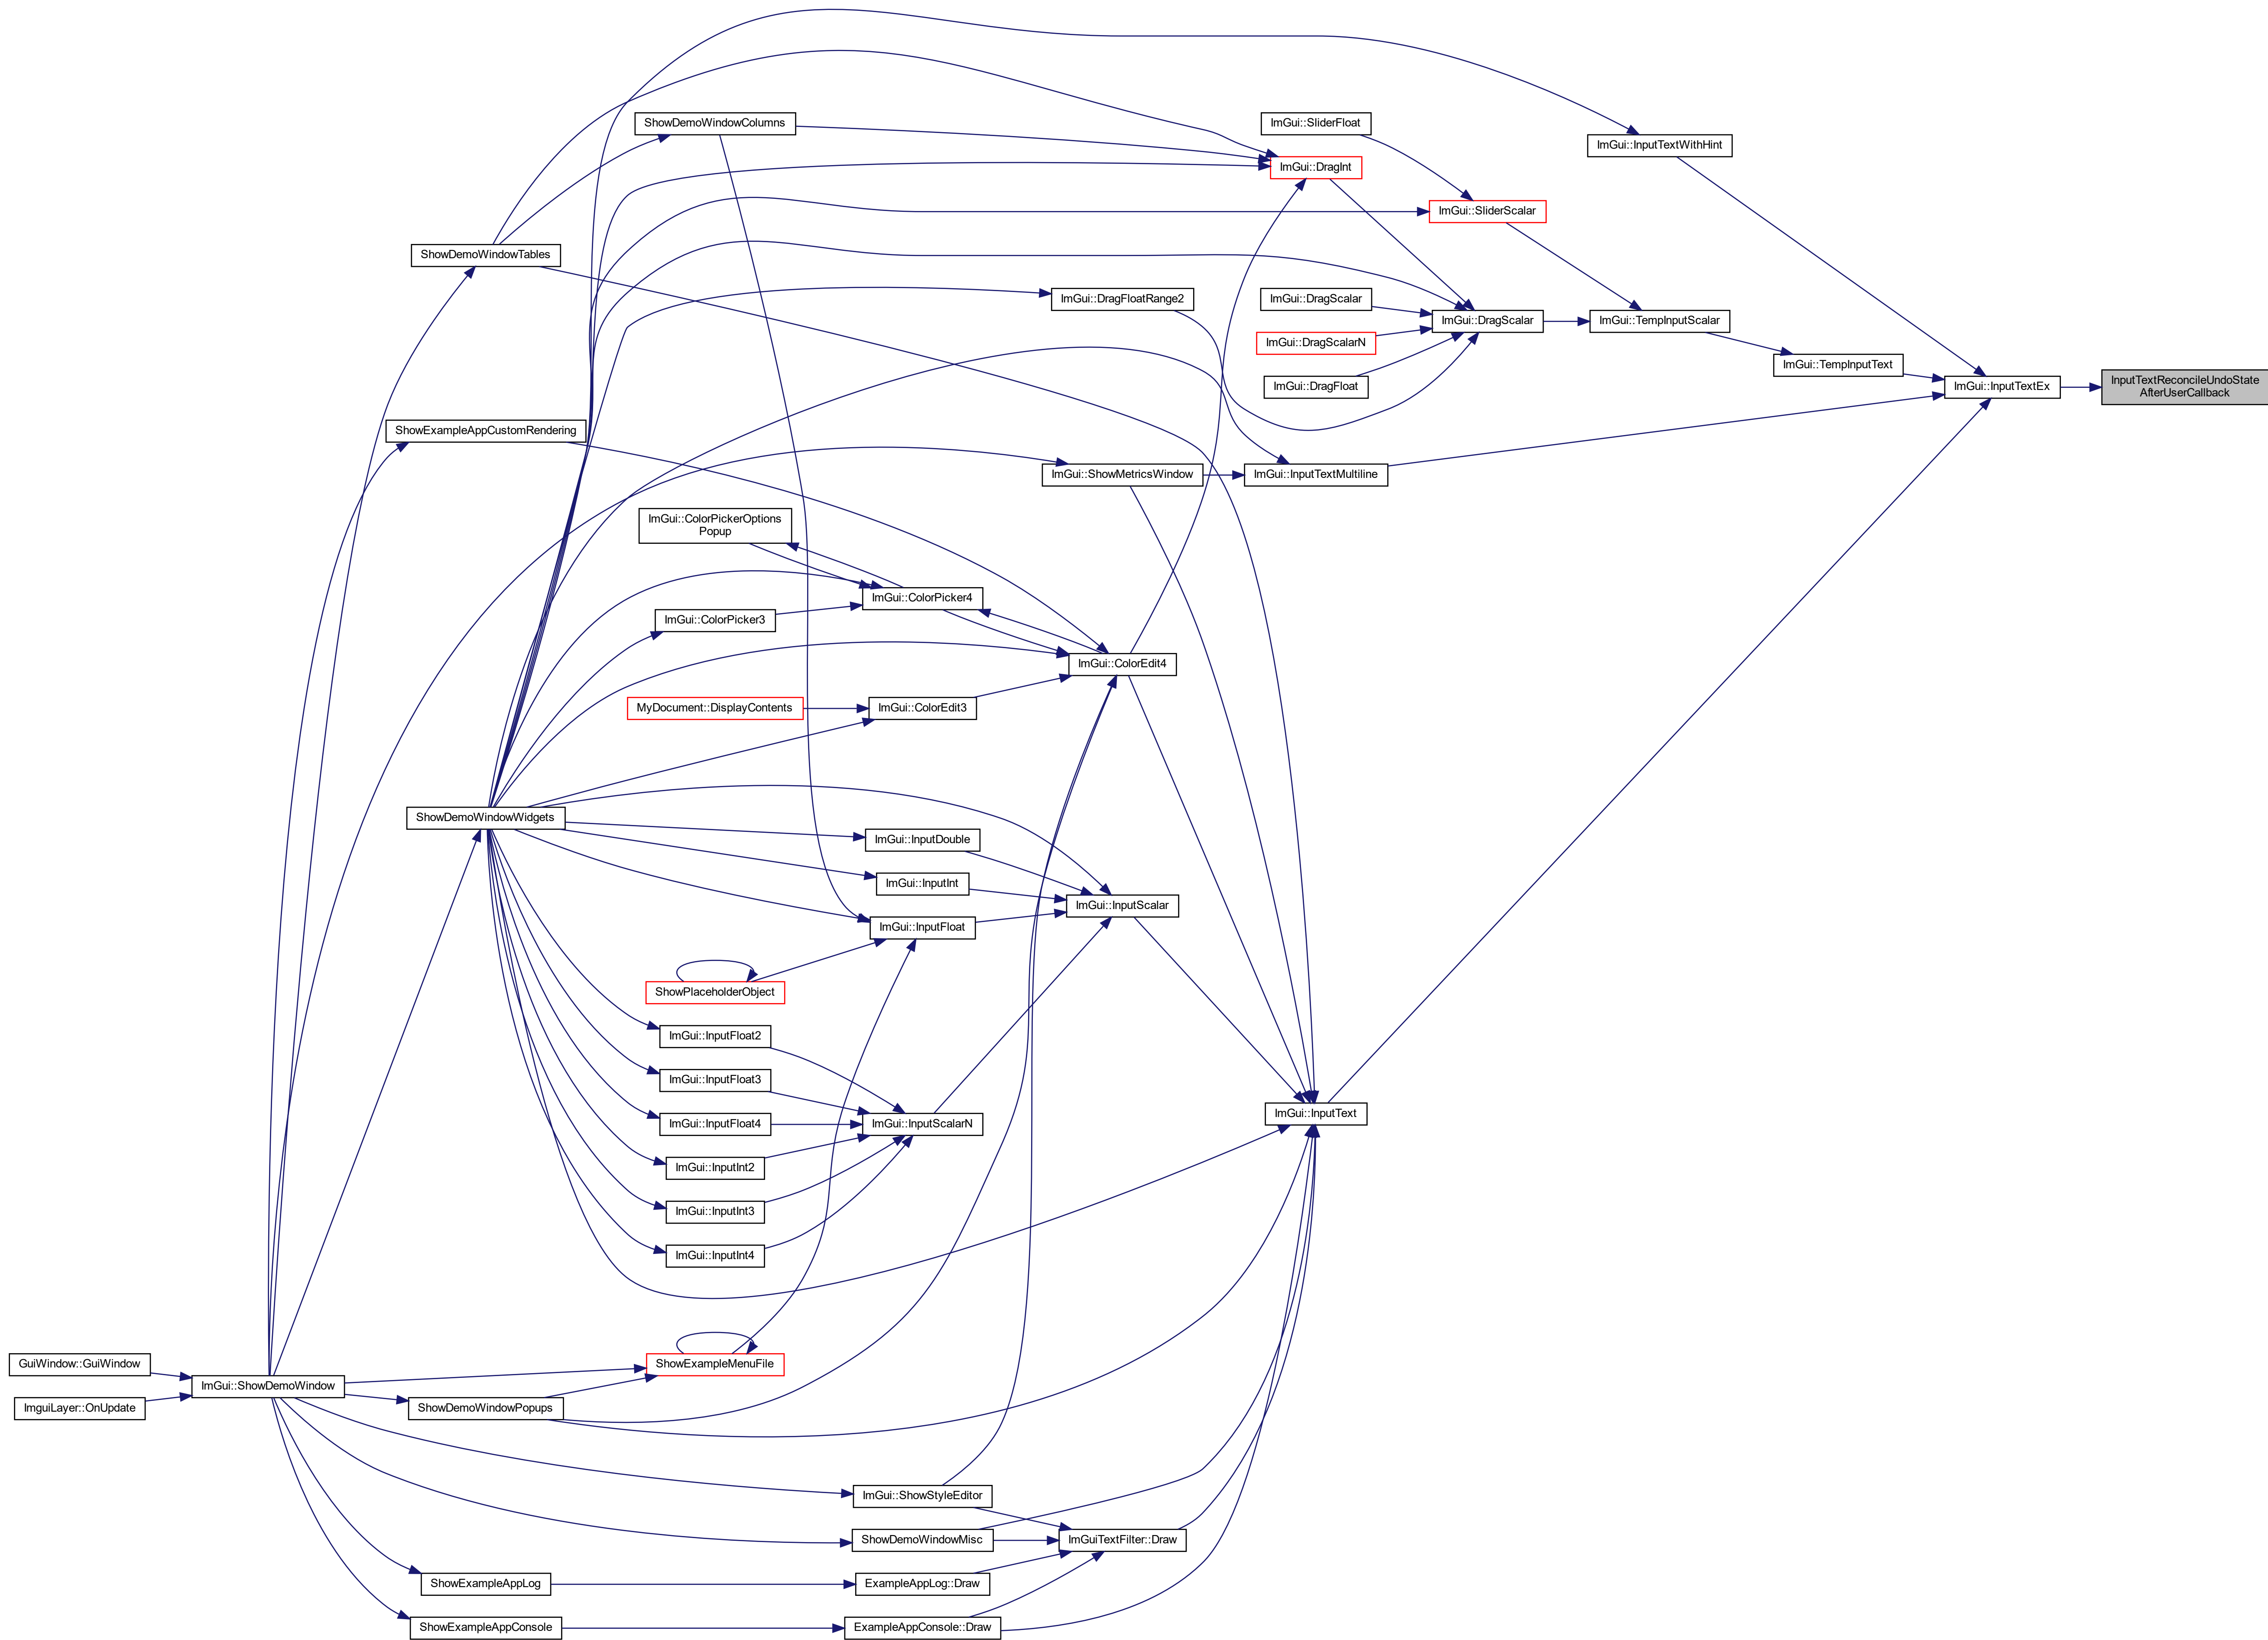 ShowDemoWindowColumns
ImGui::SliderFloat
ImGui::InputTextWithHint
ImGui::DragInt
ImGui::SliderScalar
ShowDemoWindowTables
ImGui::DragFloatRange2
ImGui::DragScalar
ImGui::DragScalar
ImGui::TempInputScalar
ImGui::DragScalarN
ImGui::TempInputText
ImGui::DragFloat
ImGui::InputTextEx
InputTextReconcileUndoState
AfterUserCallback
ShowExampleAppCustomRendering
ImGui::ShowMetricsWindow
ImGui::InputTextMultiline
ImGui::ColorPickerOptions
Popup
ImGui::ColorPicker4
ImGui::ColorPicker3
ImGui::ColorEdit4
MyDocument::DisplayContents
ImGui::ColorEdit3
ShowDemoWindowWidgets
ImGui::InputDouble
ImGui::InputInt
ImGui::InputScalar
ImGui::InputFloat
ShowPlaceholderObject
ImGui::InputFloat2
ImGui::InputFloat3
ImGui::InputFloat4
ImGui::InputScalarN
ImGui::InputText
ImGui::InputInt2
ImGui::InputInt3
ImGui::InputInt4
GuiWindow::GuiWindow
ShowExampleMenuFile
ImGui::ShowDemoWindow
ImguiLayer::OnUpdate
ShowDemoWindowPopups
ImGui::ShowStyleEditor
ShowDemoWindowMisc
ImGuiTextFilter::Draw
ShowExampleAppLog
ExampleAppLog::Draw
ShowExampleAppConsole
ExampleAppConsole::Draw